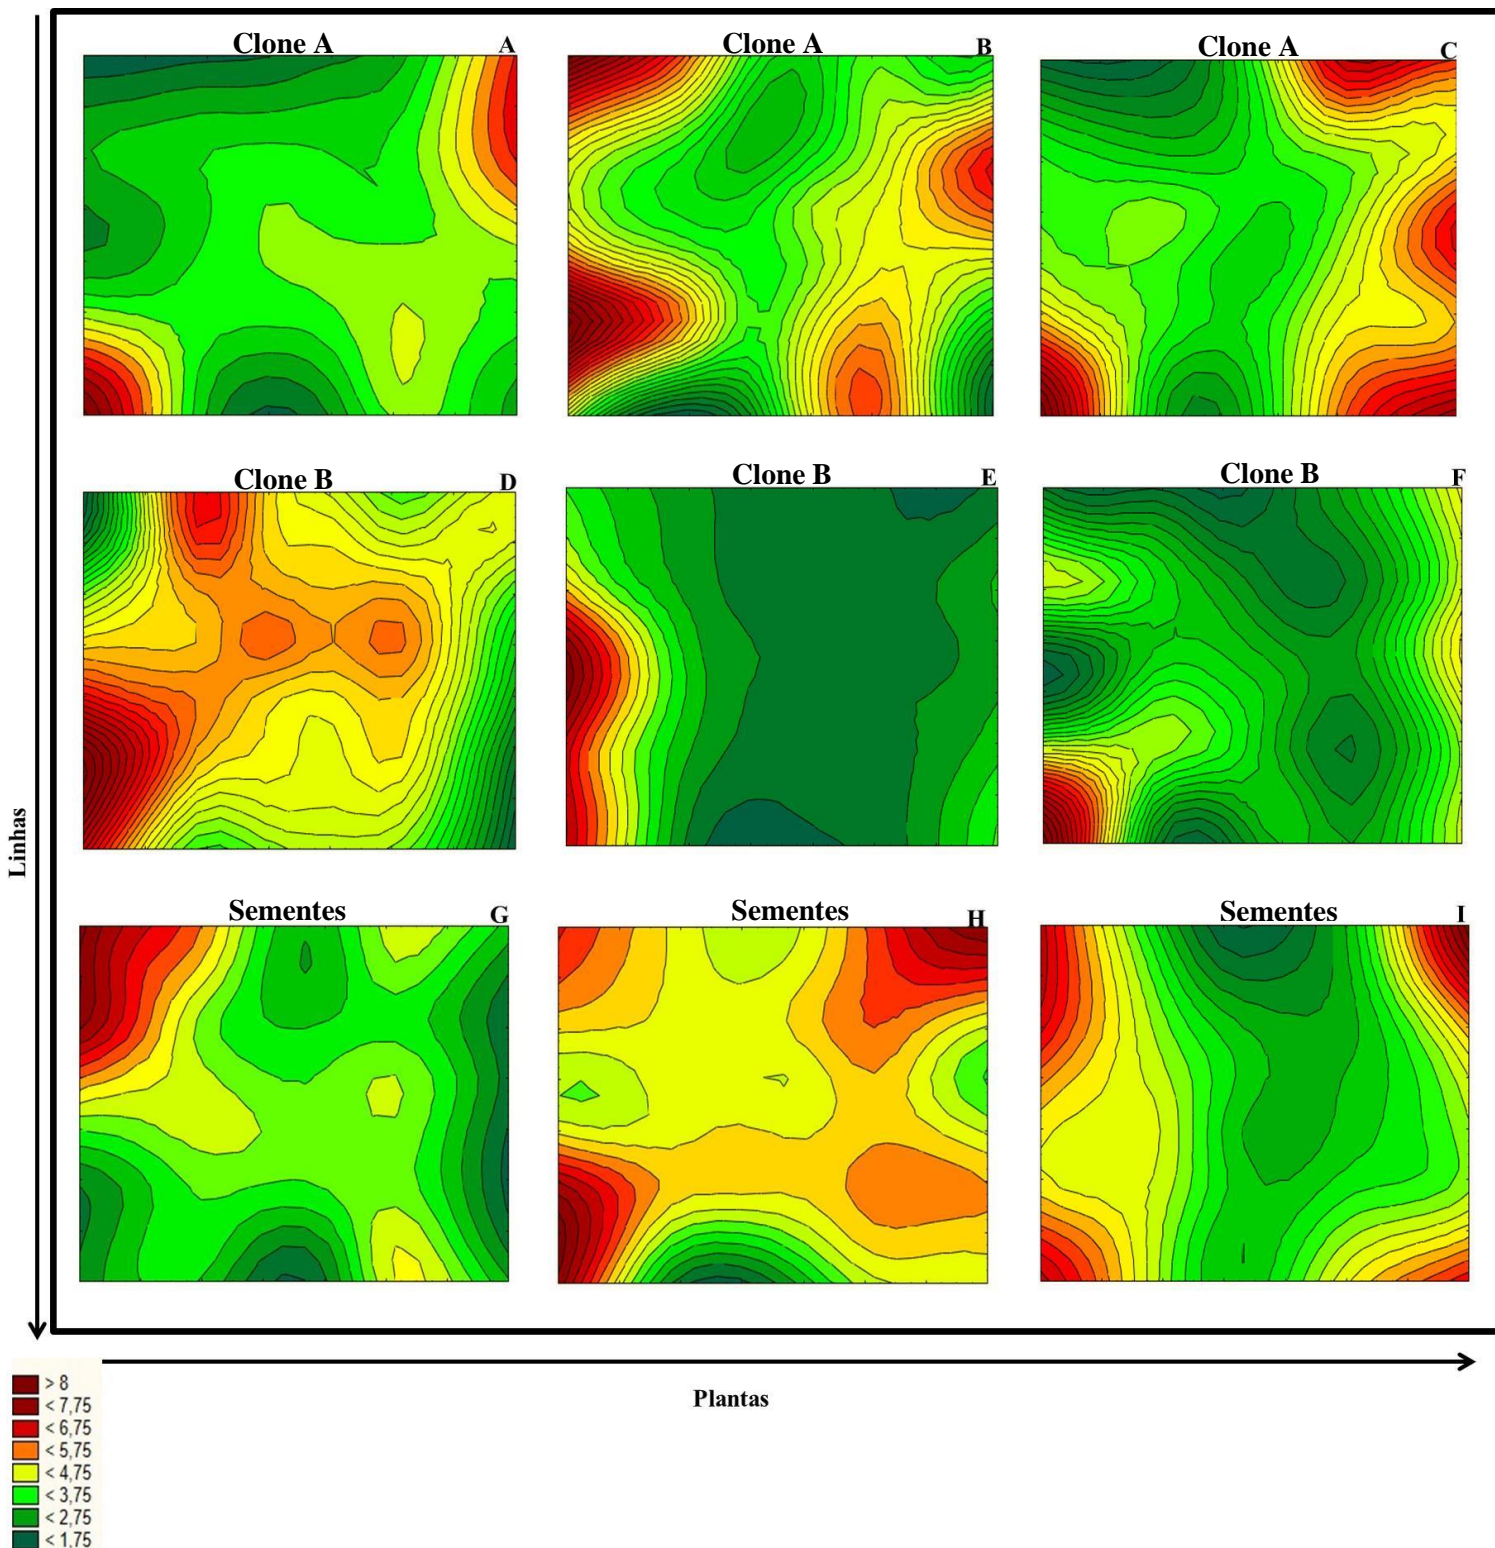 Clone A A
Clone A B
Clone A C
Clone B D
Clone B E
Clone B F
Sementes G
Sementes H
Sementes I
Linhas
Plantas
> 8
< 7,75
< 6,75
< 5,75
< 4,75
< 3,75
< 2,75
< 1,75